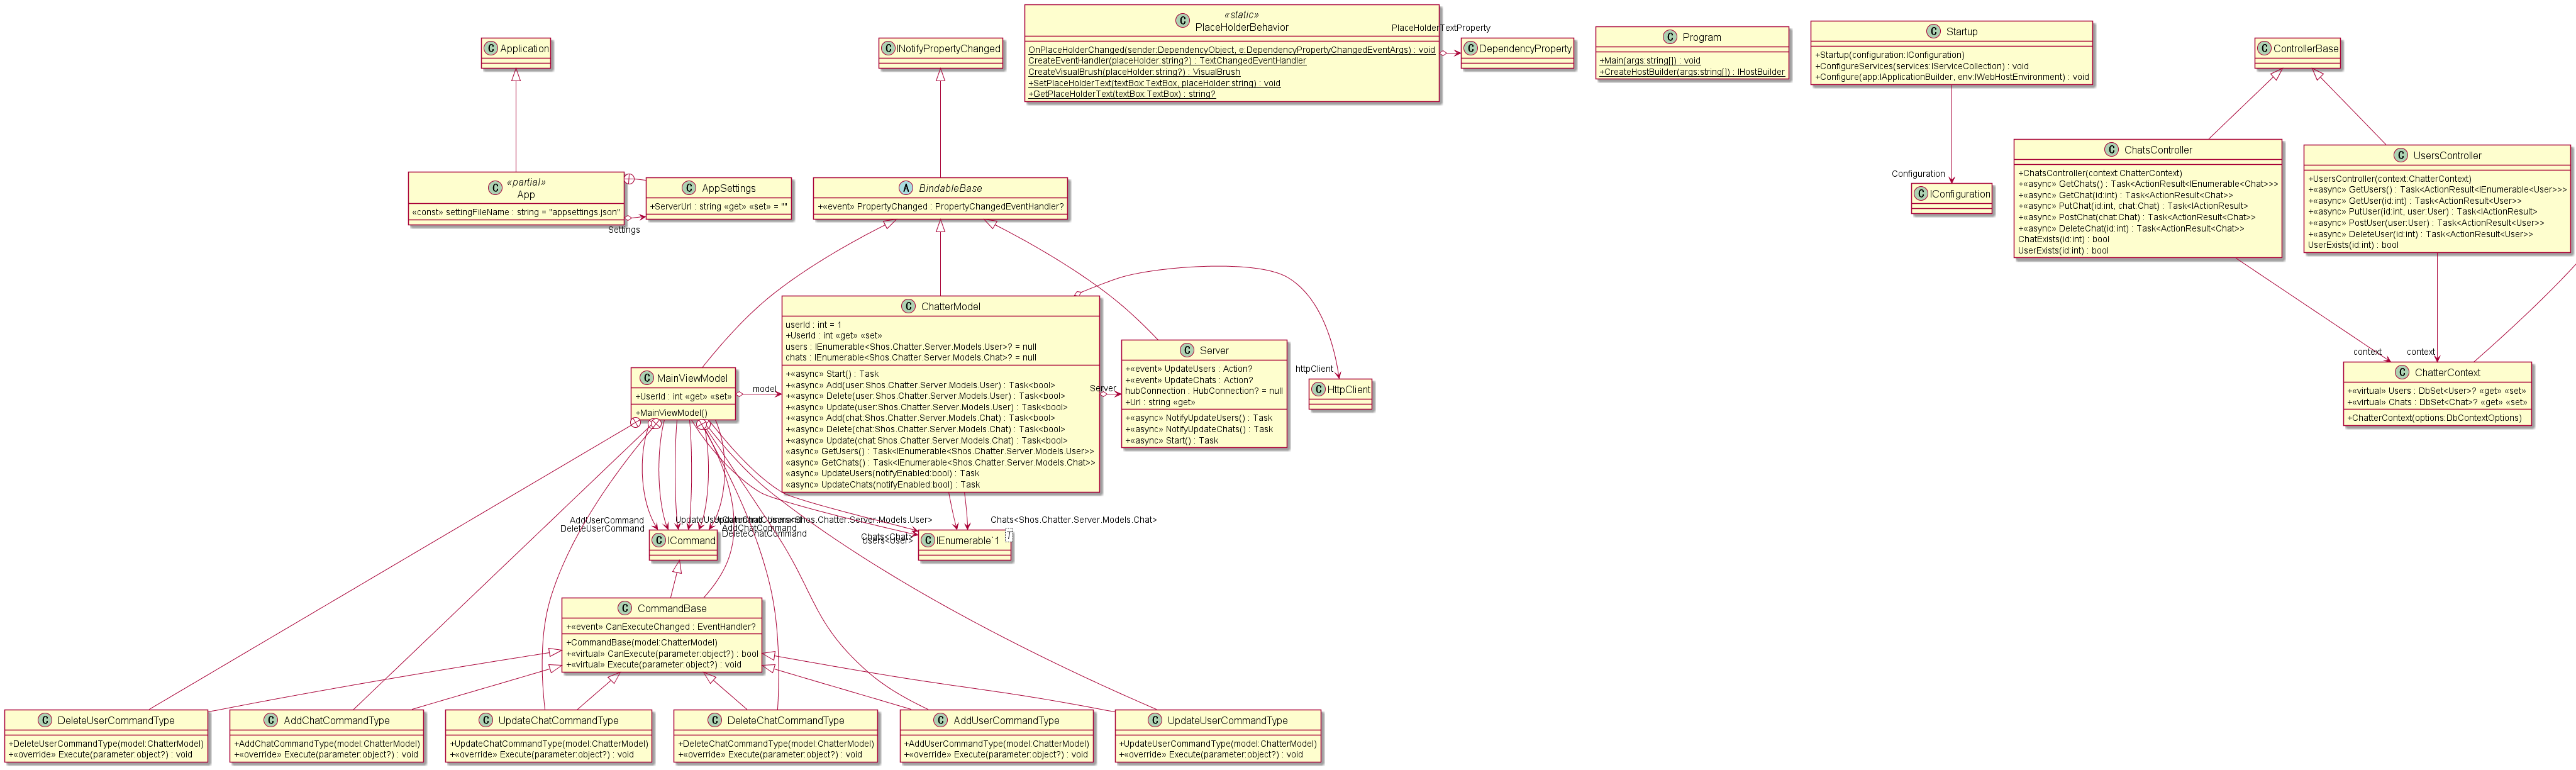 Application
INotifyPropertyChanged
«static»
PlaceHolderBehavior
OnPlaceHolderChanged(sender:DependencyObject, e:DependencyPropertyChangedEventArgs) : void
CreateEventHandler(placeHolder:string?) : TextChangedEventHandler
CreateVisualBrush(placeHolder:string?) : VisualBrush
+SetPlaceHolderText(textBox:TextBox, placeHolder:string) : void
+GetPlaceHolderText(textBox:TextBox) : string?
PlaceHolderTextProperty
DependencyProperty
Program
+Main(args:string[]) : void
+CreateHostBuilder(args:string[]) : IHostBuilder
Startup
+Startup(configuration:IConfiguration)
+ConfigureServices(services:IServiceCollection) : void
+Configure(app:IApplicationBuilder, env:IWebHostEnvironment) : void
ControllerBase
«partial»
App
«const» settingFileName : string = "appsettings.json"
AppSettings
+ServerUrl : string «get» «set» = ""
Settings
BindableBase
+«event» PropertyChanged : PropertyChangedEventHandler?
Configuration
IConfiguration
ChatsController
+ChatsController(context:ChatterContext)
+«async» GetChats() : Task<ActionResult<IEnumerable<Chat>>>
+«async» GetChat(id:int) : Task<ActionResult<Chat>>
+«async» PutChat(id:int, chat:Chat) : Task<IActionResult>
+«async» PostChat(chat:Chat) : Task<ActionResult<Chat>>
+«async» DeleteChat(id:int) : Task<ActionResult<Chat>>
ChatExists(id:int) : bool
UserExists(id:int) : bool
UsersController
+UsersController(context:ChatterContext)
+«async» GetUsers() : Task<ActionResult<IEnumerable<User>>>
+«async» GetUser(id:int) : Task<ActionResult<User>>
+«async» PutUser(id:int, user:User) : Task<IActionResult>
+«async» PostUser(user:User) : Task<ActionResult<User>>
+«async» DeleteUser(id:int) : Task<ActionResult<User>>
UserExists(id:int) : bool
MainViewModel
+UserId : int «get» «set»
+MainViewModel()
model
ChatterModel
userId : int = 1
+UserId : int «get» «set»
users : IEnumerable<Shos.Chatter.Server.Models.User>? = null
chats : IEnumerable<Shos.Chatter.Server.Models.Chat>? = null
+«async» Start() : Task
+«async» Add(user:Shos.Chatter.Server.Models.User) : Task<bool>
+«async» Delete(user:Shos.Chatter.Server.Models.User) : Task<bool>
+«async» Update(user:Shos.Chatter.Server.Models.User) : Task<bool>
+«async» Add(chat:Shos.Chatter.Server.Models.Chat) : Task<bool>
+«async» Delete(chat:Shos.Chatter.Server.Models.Chat) : Task<bool>
+«async» Update(chat:Shos.Chatter.Server.Models.Chat) : Task<bool>
«async» GetUsers() : Task<IEnumerable<Shos.Chatter.Server.Models.User>>
«async» GetChats() : Task<IEnumerable<Shos.Chatter.Server.Models.Chat>>
«async» UpdateUsers(notifyEnabled:bool) : Task
«async» UpdateChats(notifyEnabled:bool) : Task
Server
Server
+«event» UpdateUsers : Action?
+«event» UpdateChats : Action?
hubConnection : HubConnection? = null
+Url : string «get»
+«async» NotifyUpdateUsers() : Task
+«async» NotifyUpdateChats() : Task
+«async» Start() : Task
httpClient
HttpClient
context
context
ChatterContext
+«virtual» Users : DbSet<User>? «get» «set»
+«virtual» Chats : DbSet<Chat>? «get» «set»
+ChatterContext(options:DbContextOptions)
AddUserCommand
DeleteUserCommand
AddChatCommand
DeleteChatCommand
Chats<Chat>
Users<User>
Chats<Shos.Chatter.Server.Models.Chat>
ICommand
IEnumerable`1
T
CommandBase
+«event» CanExecuteChanged : EventHandler?
+CommandBase(model:ChatterModel)
+«virtual» CanExecute(parameter:object?) : bool
+«virtual» Execute(parameter:object?) : void
DeleteUserCommandType
+DeleteUserCommandType(model:ChatterModel)
+«override» Execute(parameter:object?) : void
AddChatCommandType
+AddChatCommandType(model:ChatterModel)
+«override» Execute(parameter:object?) : void
UpdateChatCommandType
+UpdateChatCommandType(model:ChatterModel)
+«override» Execute(parameter:object?) : void
DeleteChatCommandType
+DeleteChatCommandType(model:ChatterModel)
+«override» Execute(parameter:object?) : void
AddUserCommandType
+AddUserCommandType(model:ChatterModel)
+«override» Execute(parameter:object?) : void
UpdateUserCommandType
+UpdateUserCommandType(model:ChatterModel)
+«override» Execute(parameter:object?) : void